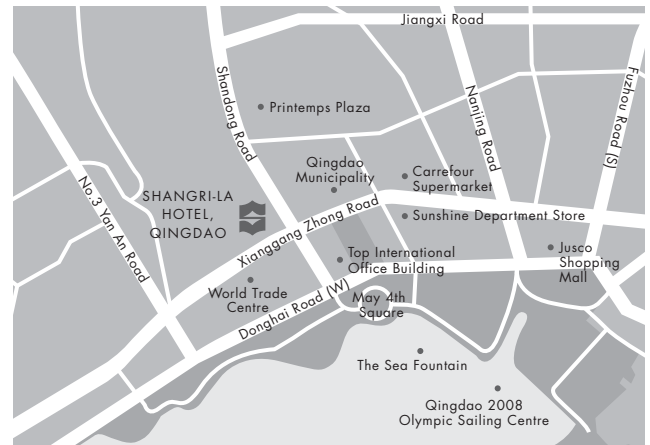 Jiangxi Road
Shandong Road
Printemps Plaza
Nanjing Road
Fuzhou Road (S)
Qingdao
Municipality
Carrefour
Supermarket
No.3 Yan An Road
SHANGRI-LA
HOTEL,
QINGDAO
Xianggang Zhong Road
Sunshine Department Store
Top International
Office Building
Jusco
Shopping
Mall
World Trade
Centre
Donghai Road (W)
May 4th
Square
The Sea Fountain
Qingdao 2008
Olympic Sailing Centre